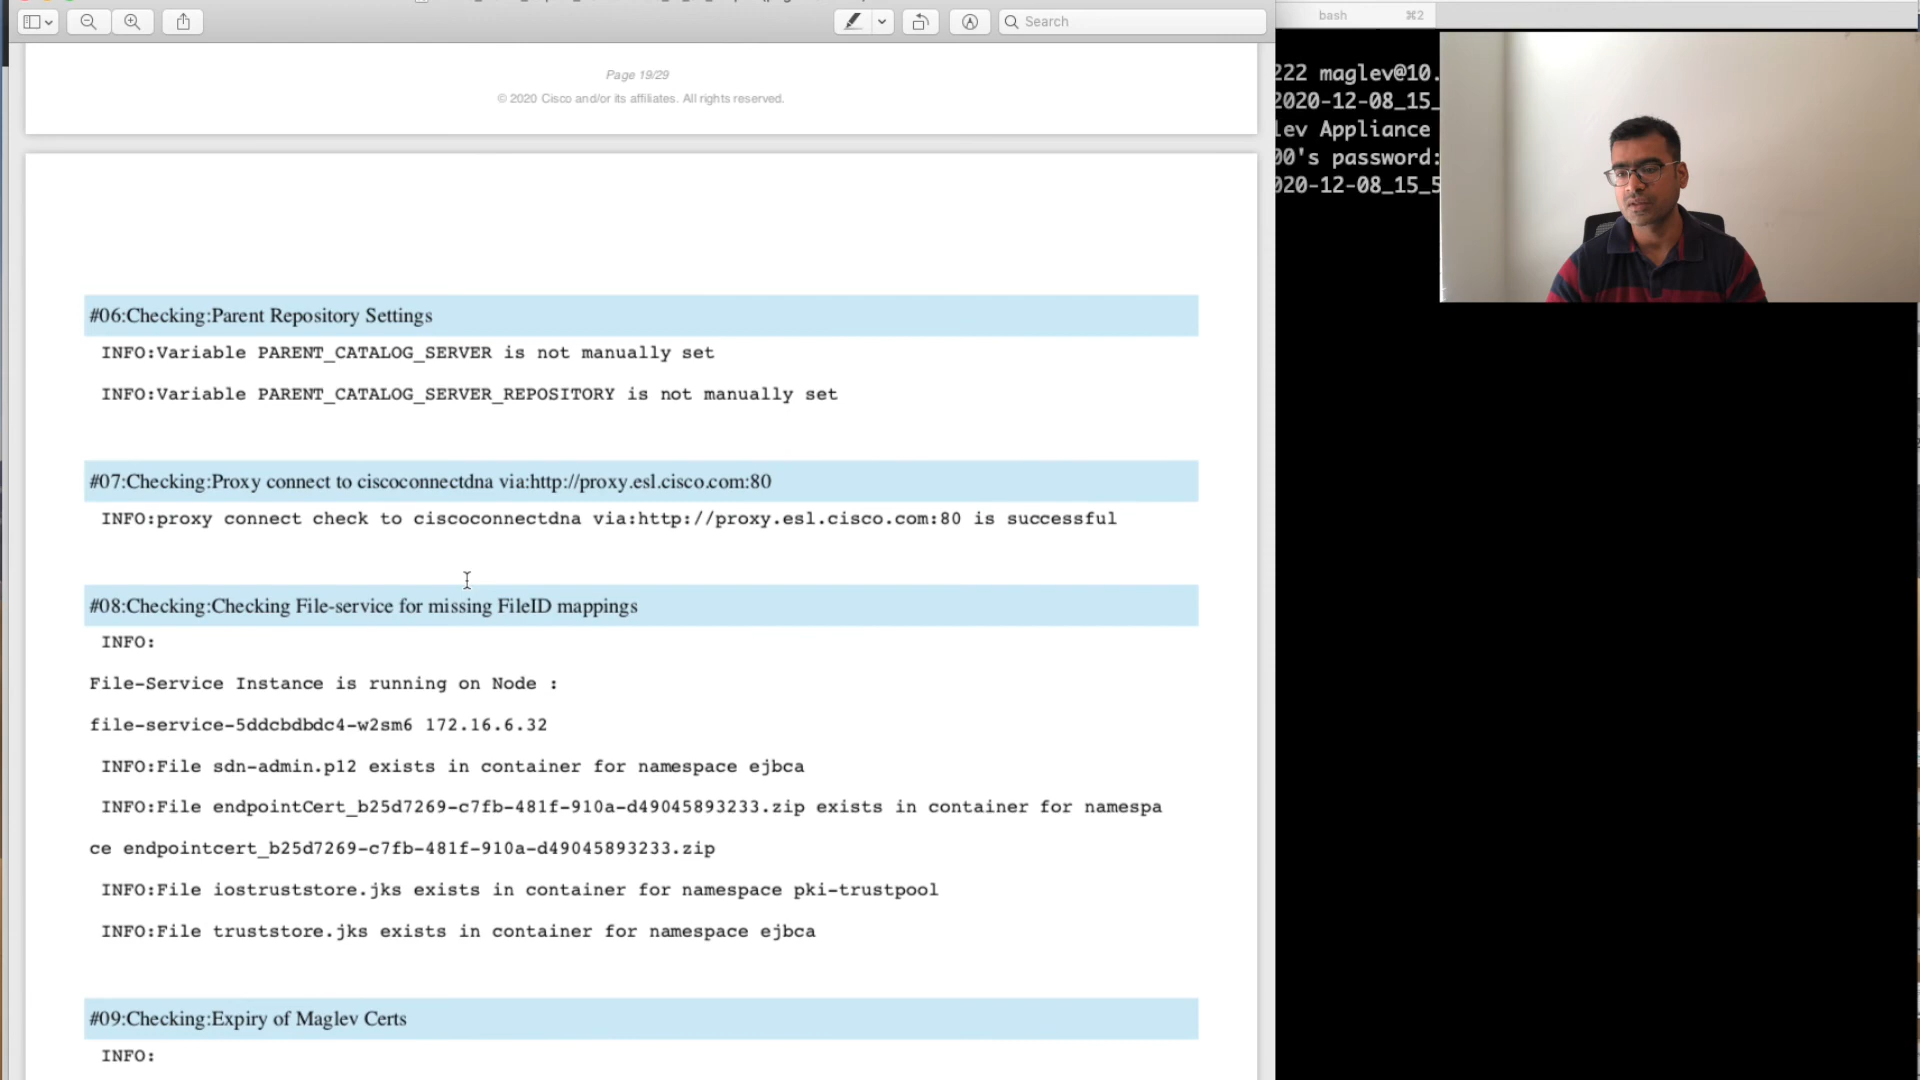 Search
bash
⌘2
Page 19/29
© 2020 Cisco and/or its affiliates. All rights reserved.
222 maglev@10.
2020-12-08_15_
lev Appliance
00's password:
020-12-08_15_5
#06:Checking:Parent Repository Settings
INFO:Variable PARENT_CATALOG_SERVER is not manually set
INFO:Variable PARENT_CATALOG_SERVER_REPOSITORY is not manually set
#07:Checking:Proxy connect to ciscoconnectdna via:http://proxy.esl.cisco.com:80
INFO:proxy connect check to ciscoconnectdna via:http://proxy.esl.cisco.com:80 is successful
#08:Checking:Checking File-service for missing FileID mappings
INFO:
File-Service Instance is running on Node :
file-service-5ddcbdbdc4-w2sm6 172.16.6.32
INFO:File sdn-admin.p12 exists in container for namespace ejbca
INFO:File endpointCert_b25d7269-c7fb-481f-910a-d49045893233.zip exists in container for namespa
ce endpointcert_b25d7269-c7fb-481f-910a-d49045893233.zip
INFO:File iostruststore.jks exists in container for namespace pki-trustpool
INFO:File truststore.jks exists in container for namespace ejbca
#09:Checking:Expiry of Maglev Certs
INFO: